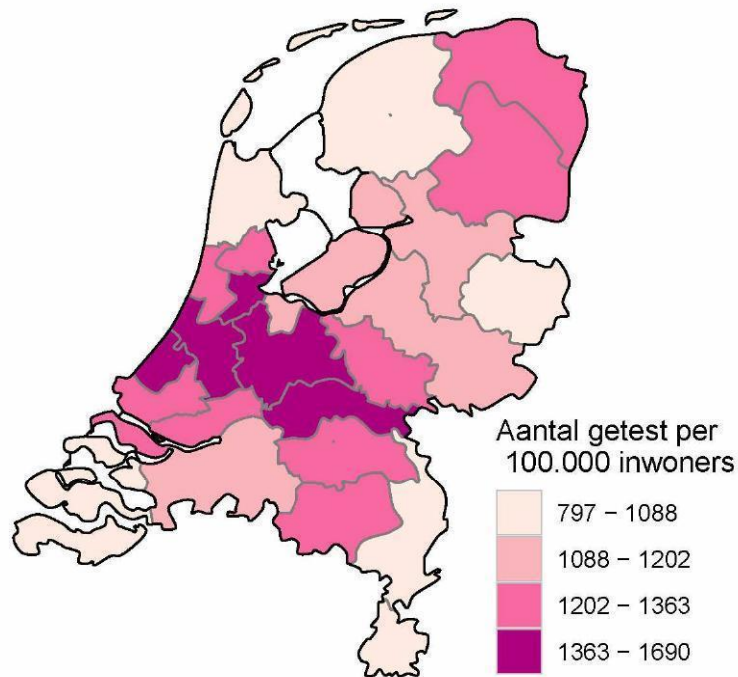 Aantal getest per
100.000 inwoners
797 – 1088
1088 – 1202
1202 – 1363
1363 – 1690